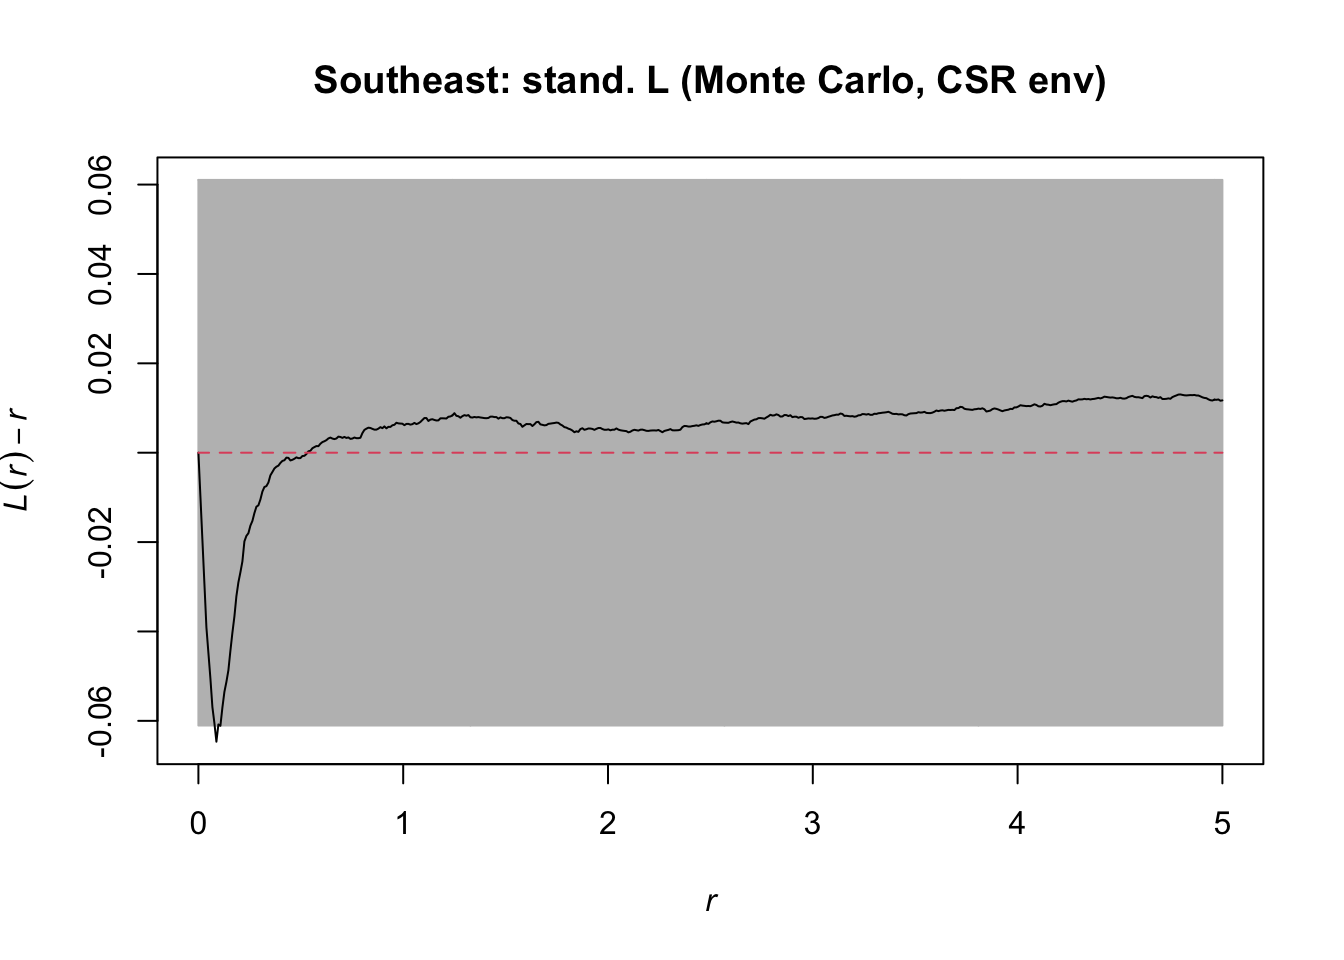 Southeast: stand. L (Monte Carlo, CSR env)
L(r) − r
0.06
0.04
0.02
-0.02
-0.06
0 1 2 3 4 5
r